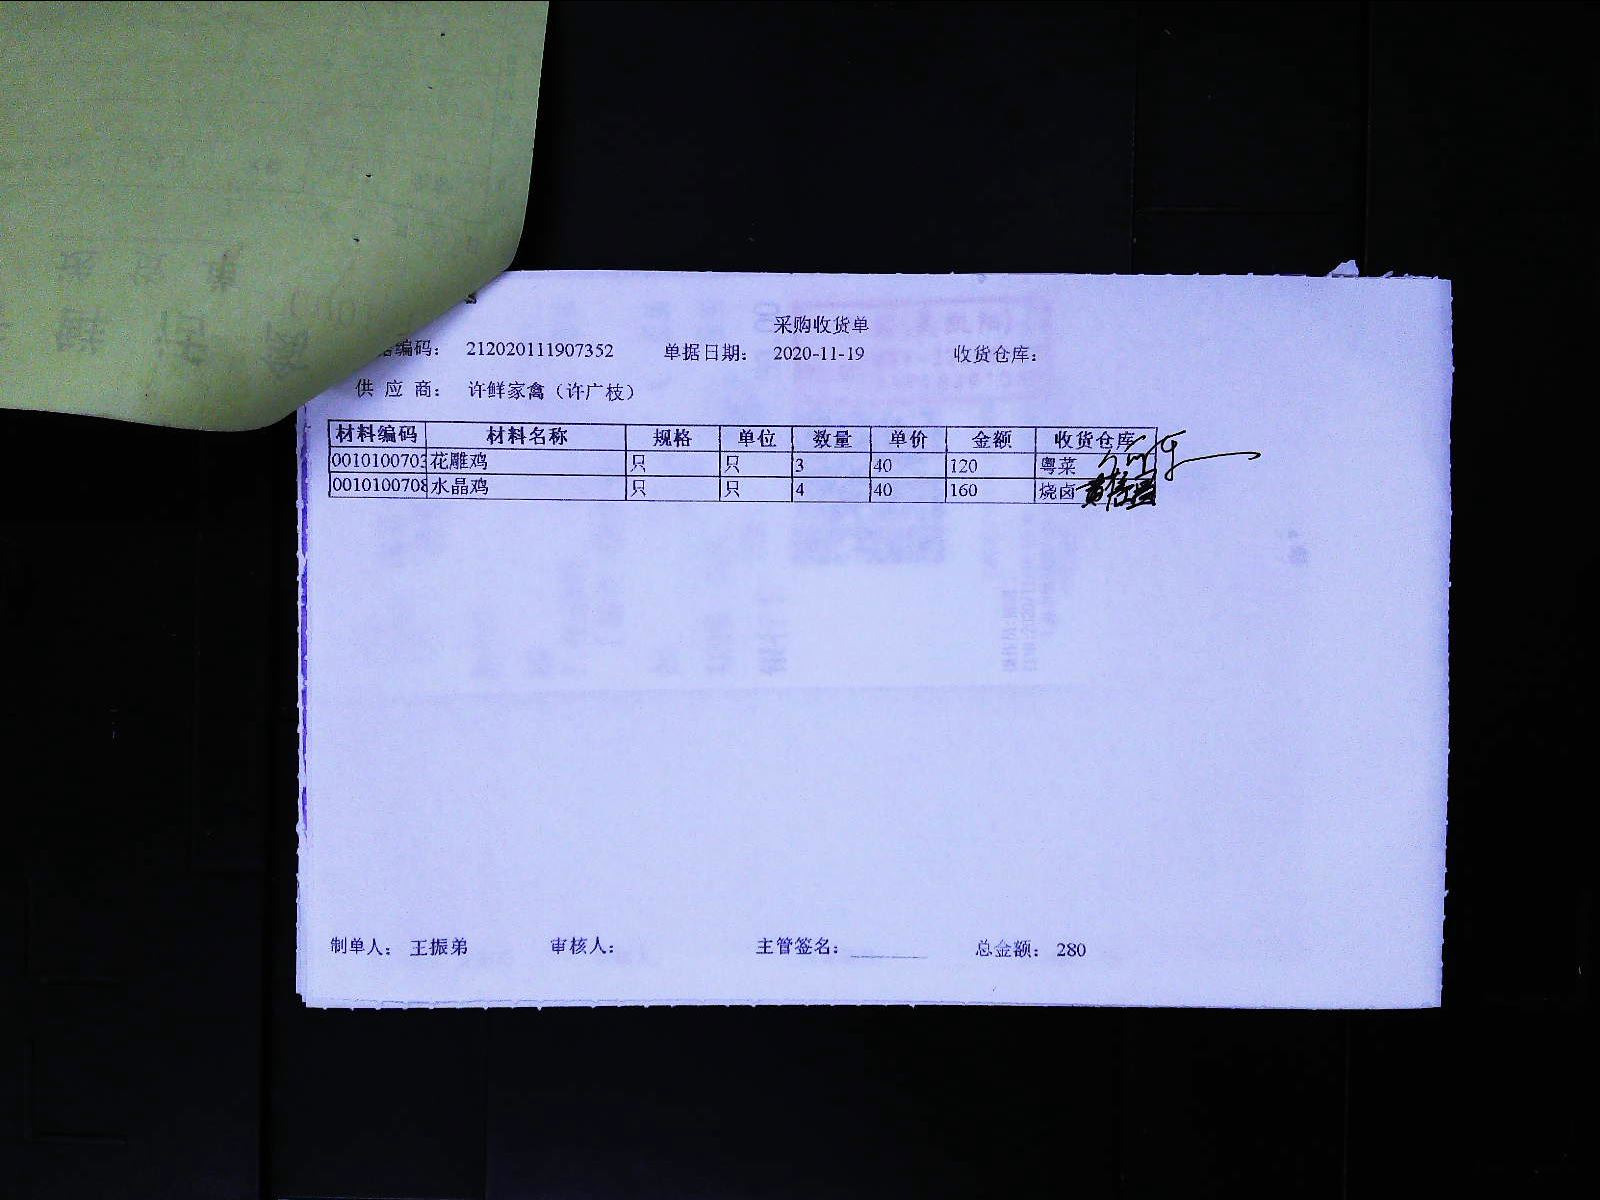 采购收货单
编码： 212020111907352 单据日期： 2020-11-19 收货仓库：
供 应 商： 许鲜家禽（许广枝）
材料编码 材料名称 规格 单位 数量 单价 金额 收货仓库
0010100703 花雕鸡 只 只 3 40 120 粤菜
0010100708 水晶鸡 只 只 4 40 160 烧卤
制单人： 王振弟 审核人： 主管签名： 总金额： 280